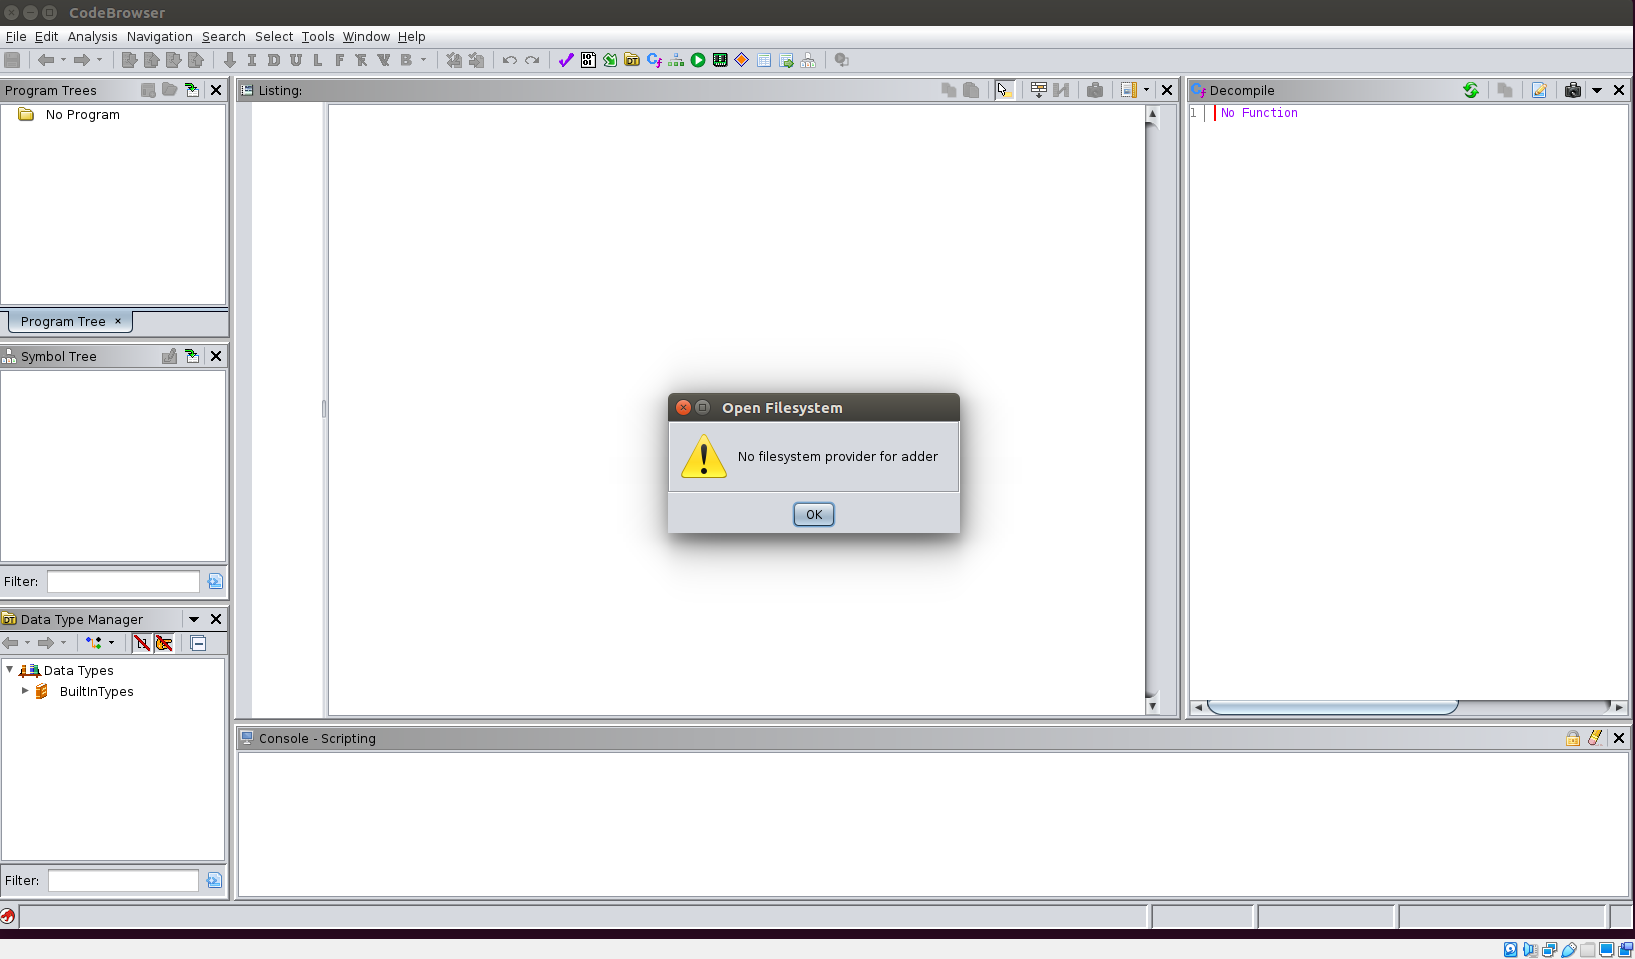 CodeBrowser
File Edit Analysis Navigation Search Select Tools Window Help
I D U L F B
Program Trees
No Program
Program Tree ×
Symbol Tree
Filter:
Data Type Manager
Data Types
BuiltInTypes
Filter:
Listing:
Decompile
1 No Function
Open Filesystem
No filesystem provider for adder
OK
Console - Scripting